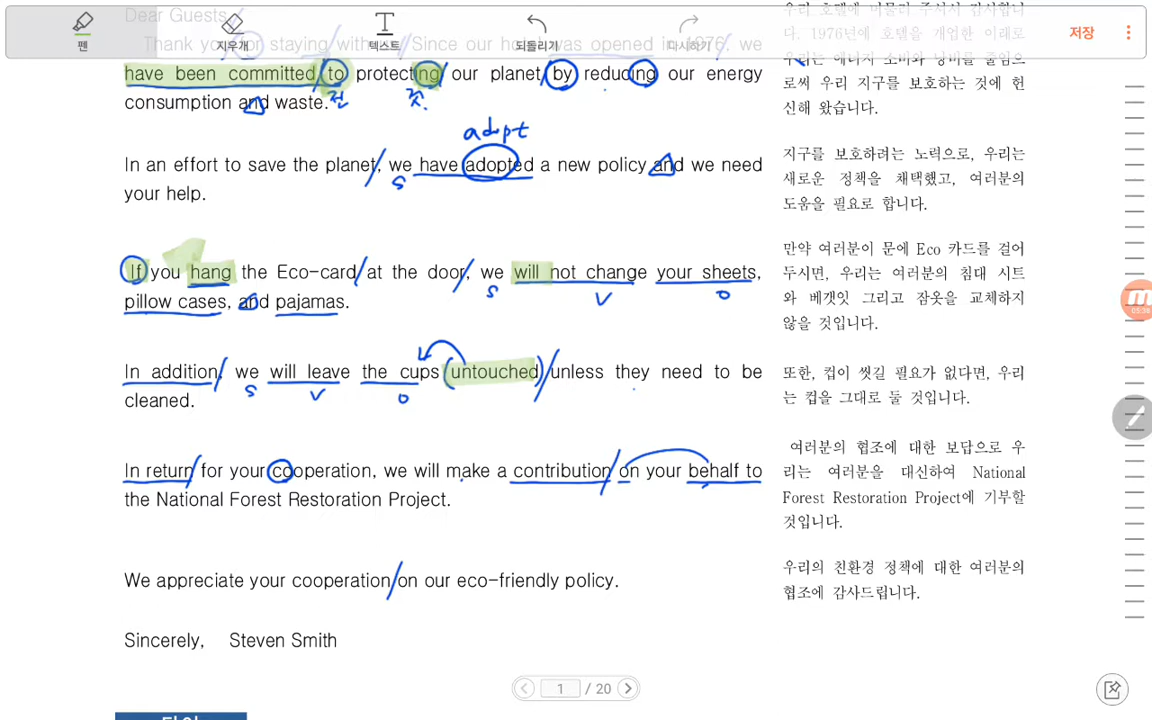 Dear Guests,
우리 호텔에 머물러 주셔서 감사합니
펜
지우개
텍스트
되돌리기
다시하기
저장
Thank you for staying with us. Since our hotel was opened in 1976, we
다. 1976년에 호텔을 개업한 이래로
have been committed to protecting our planet by reducing our energy
우리는 에너지 소비와 낭비를 줄임으
로써 우리 지구를 보호하는 것에 헌
consumption and waste.
전
신해 왔습니다.
adopt
In an effort to save the planet, we have adopted a new policy and we need
지구를 보호하려는 노력으로, 우리는
S
새로운 정책을 채택했고, 여러분의
your help.
도움을 필요로 합니다.
05:36
만약 여러분이 문에 Eco 카드를 걸어
If you hang the Eco-card at the door, we will not change your sheets,
두시면, 우리는 여러분의 침대 시트
S V O
pillow cases, and pajamas.
와 베갯잇 그리고 잠옷을 교체하지
않을 것입니다.
In addition, we will leave the cups untouched unless they need to be
또한, 컵이 씻길 필요가 없다면, 우리
S V O
cleaned.
는 컵을 그대로 둘 것입니다.
여러분의 협조에 대한 보답으로 우
In return for your cooperation, we will make a contribution on your behalf to
리는 여러분을 대신하여 National
the National Forest Restoration Project.
Forest Restoration Project에 기부할
것입니다.
We appreciate your cooperation on our eco-friendly policy.
우리의 친환경 정책에 대한 여러분의
협조에 감사드립니다.
Sincerely, Steven Smith
1 / 20